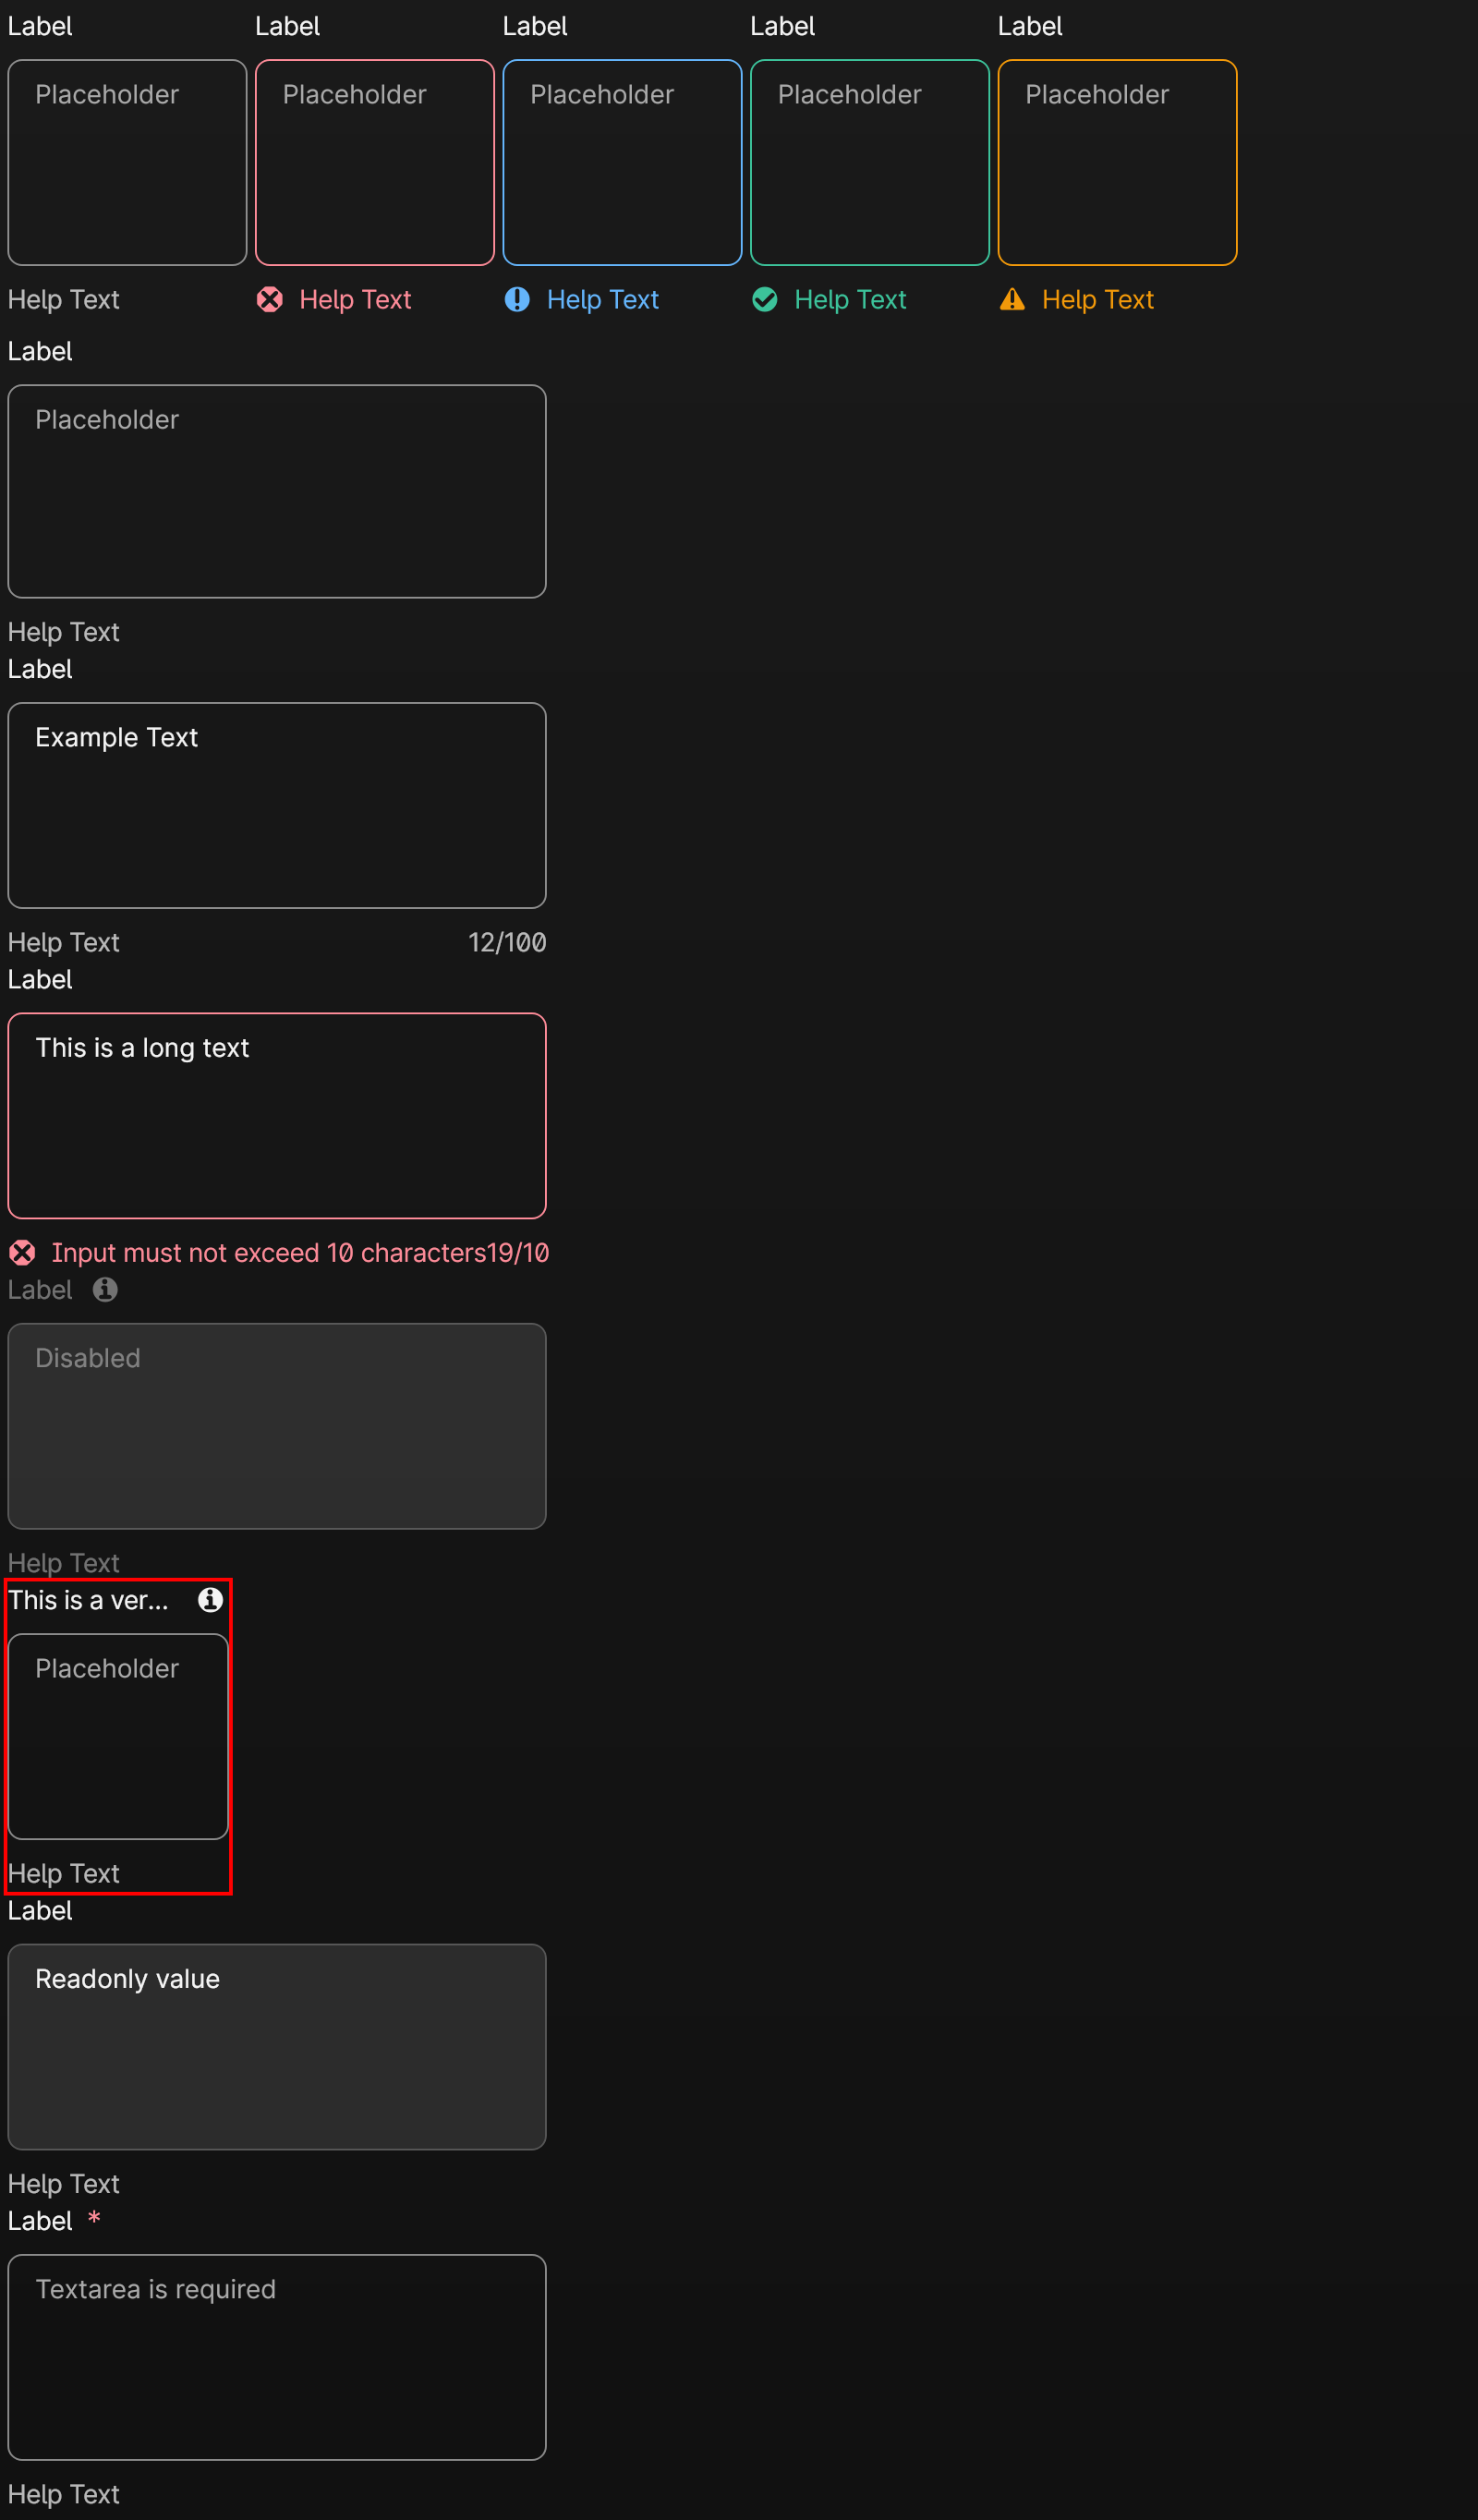 Label Label Label Label Label
Placeholder Placeholder Placeholder Placeholder Placeholder
Help Text Help Text Help Text Help Text Help Text
Label
Placeholder
Help Text
Label
Example Text
Help Text 12/100
Label
This is a long text
Input must not exceed 10 characters19/10
Label
Disabled
Help Text
This is a ver...
Placeholder
Help Text
Label
Readonly value
Help Text
Label *
Textarea is required
Help Text